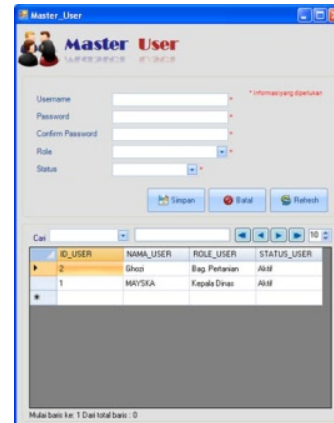 Master_User
Master User
Username *
* Informasi yang diperlukan
Password *
Confirm Password *
Role *
Status *
Simpan Batal Refresh
Cari 10
ID_USER NAMA_USER ROLE_USER STATUS_USER
2 Ghozi Bag. Pertanian Aktif
1 MAYSKA Kepala Dinas Aktif
Mulai baris ke: 1 Dari total baris : 0